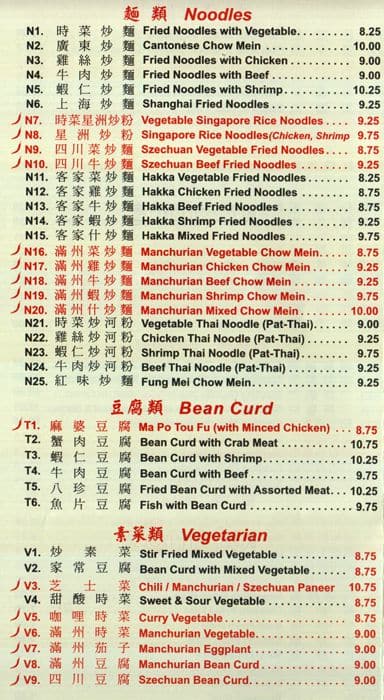 麵 類 Noodles
N1. 時 菜 炒 麵 Fried Noodles with Vegetable 8.25
N2. 廣 東 炒 麵 Cantonese Chow Mein 10.00
N3. 雞 絲 炒 麵 Fried Noodles with Chicken 9.00
N4. 牛 肉 炒 麵 Fried Noodles with Beef 9.00
N5. 蝦 仁 炒 麵 Fried Noodles with Shrimp 10.25
N6. 上 海 炒 麵 Shanghai Fried Noodles 9.25
N7. 時菜星洲炒粉 Vegetable Singapore Rice Noodles 9.25
N8. 星 洲 炒 粉 Singapore Rice Noodles(Chicken, Shrimp 9.75
N9. 四 川 菜 炒 麵 Szechuan Vegetable Fried Noodles 8.75
N10. 四 川 牛 炒 麵 Szechuan Beef Fried Noodles 9.25
N11. 客 家 菜 炒 麵 Hakka Vegetable Fried Noodles 8.25
N12. 客 家 雞 炒 麵 Hakka Chicken Fried Noodles 8.75
N13. 客 家 牛 炒 麵 Hakka Beef Fried Noodles 8.75
N14. 客 家 蝦 炒 麵 Hakka Shrimp Fried Noodles 9.25
N15. 客 家 什 炒 麵 Hakka Mixed Fried Noodles 9.75
N16. 滿 州 菜 炒 麵 Manchurian Vegetable Chow Mein 8.75
N17. 滿 州 雞 炒 麵 Manchurian Chicken Chow Mein 9.25
N18. 滿 州 牛 炒 麵 Manchurian Beef Chow Mein 9.25
N19. 滿 州 蝦 炒 麵 Manchurian Shrimp Chow Mein 9.75
N20. 滿 州 什 炒 麵 Manchurian Mixed Chow Mein 10.00
N21. 時 菜 炒 河 粉 Vegetable Thai Noodle (Pat-Thai) 9.00
N22. 雞 絲 炒 河 粉 Chicken Thai Noodle (Pat-Thai) 9.25
N23. 蝦 仁 炒 河 粉 Shrimp Thai Noodle (Pat-Thai) 9.75
N24. 牛 肉 炒 河 粉 Beef Thai Noodle (Pat-Thai) 9.25
N25. 紅 味 炒 麵 Fung Mei Chow Mein 9.25
豆腐類 Bean Curd
T1. 麻 婆 豆 腐 Ma Po Tou Fu (with Minced Chicken) 8.75
T2. 蟹 肉 豆 腐 Bean Curd with Crab Meat 10.75
T3. 蝦 仁 豆 腐 Bean Curd with Shrimp 10.25
T4. 牛 肉 豆 腐 Bean Curd with Beef 9.75
T5. 八 珍 豆 腐 Fried Bean Curd with Assorted Meat 10.25
T6. 魚 片 豆 腐 Fish with Bean Curd 9.75
素菜類 Vegetarian
V1. 炒 素 菜 Stir Fried Mixed Vegetable 8.75
V2. 家 常 豆 腐 Bean Curd with Mixed Vegetable 8.75
V3. 芝 士 菜 Chili / Manchurian / Szechuan Paneer 10.75
V4. 甜 酸 時 菜 Sweet & Sour Vegetable 8.75
V5. 咖 喱 時 菜 Curry Vegetable 8.75
V6. 滿 州 時 菜 Manchurian Vegetable 9.00
V7. 滿 州 茄 子 Manchurian Eggplant 9.00
V8. 滿 州 豆 腐 Manchurian Bean Curd 9.00
V9. 四 川 豆 腐 Szechuan Bean Curd 9.00